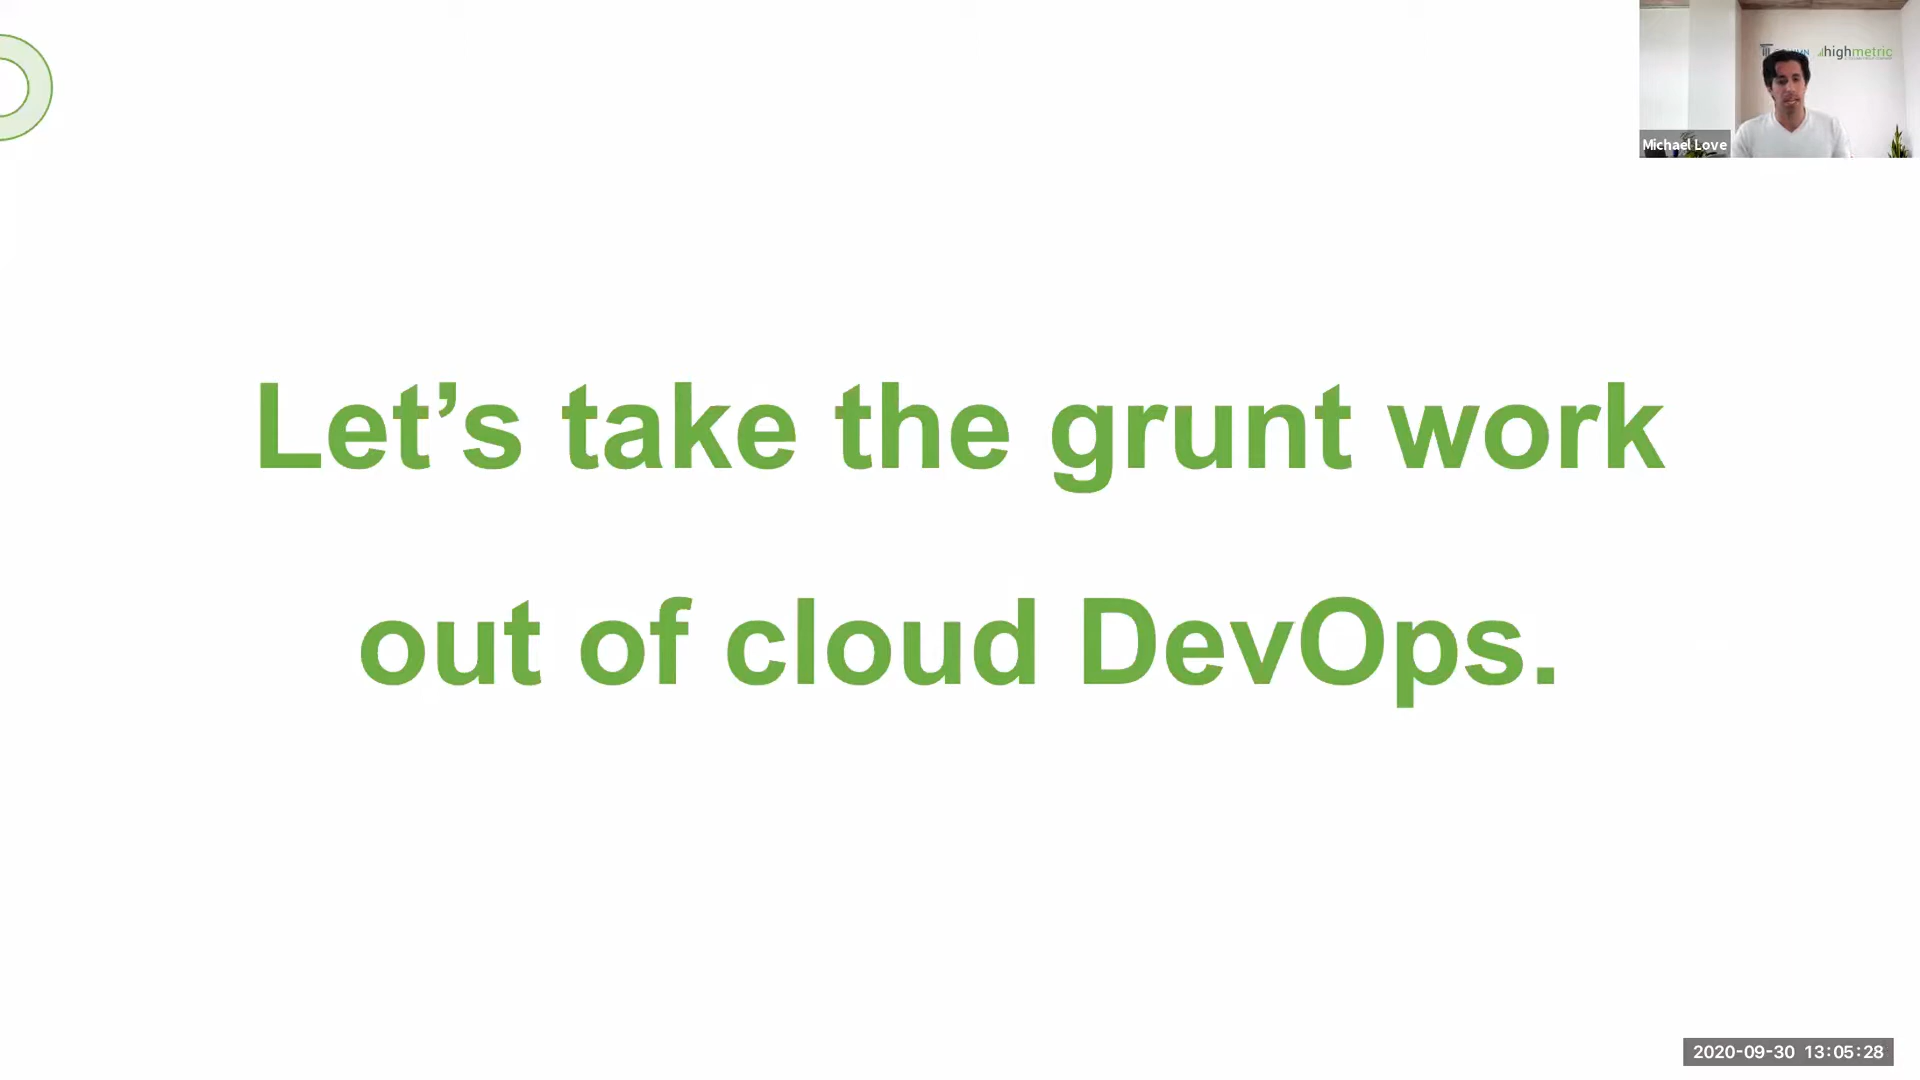 highmetric
Michael Love
Let’s take the grunt work
out of cloud DevOps.
2020-09-30 13:05:28